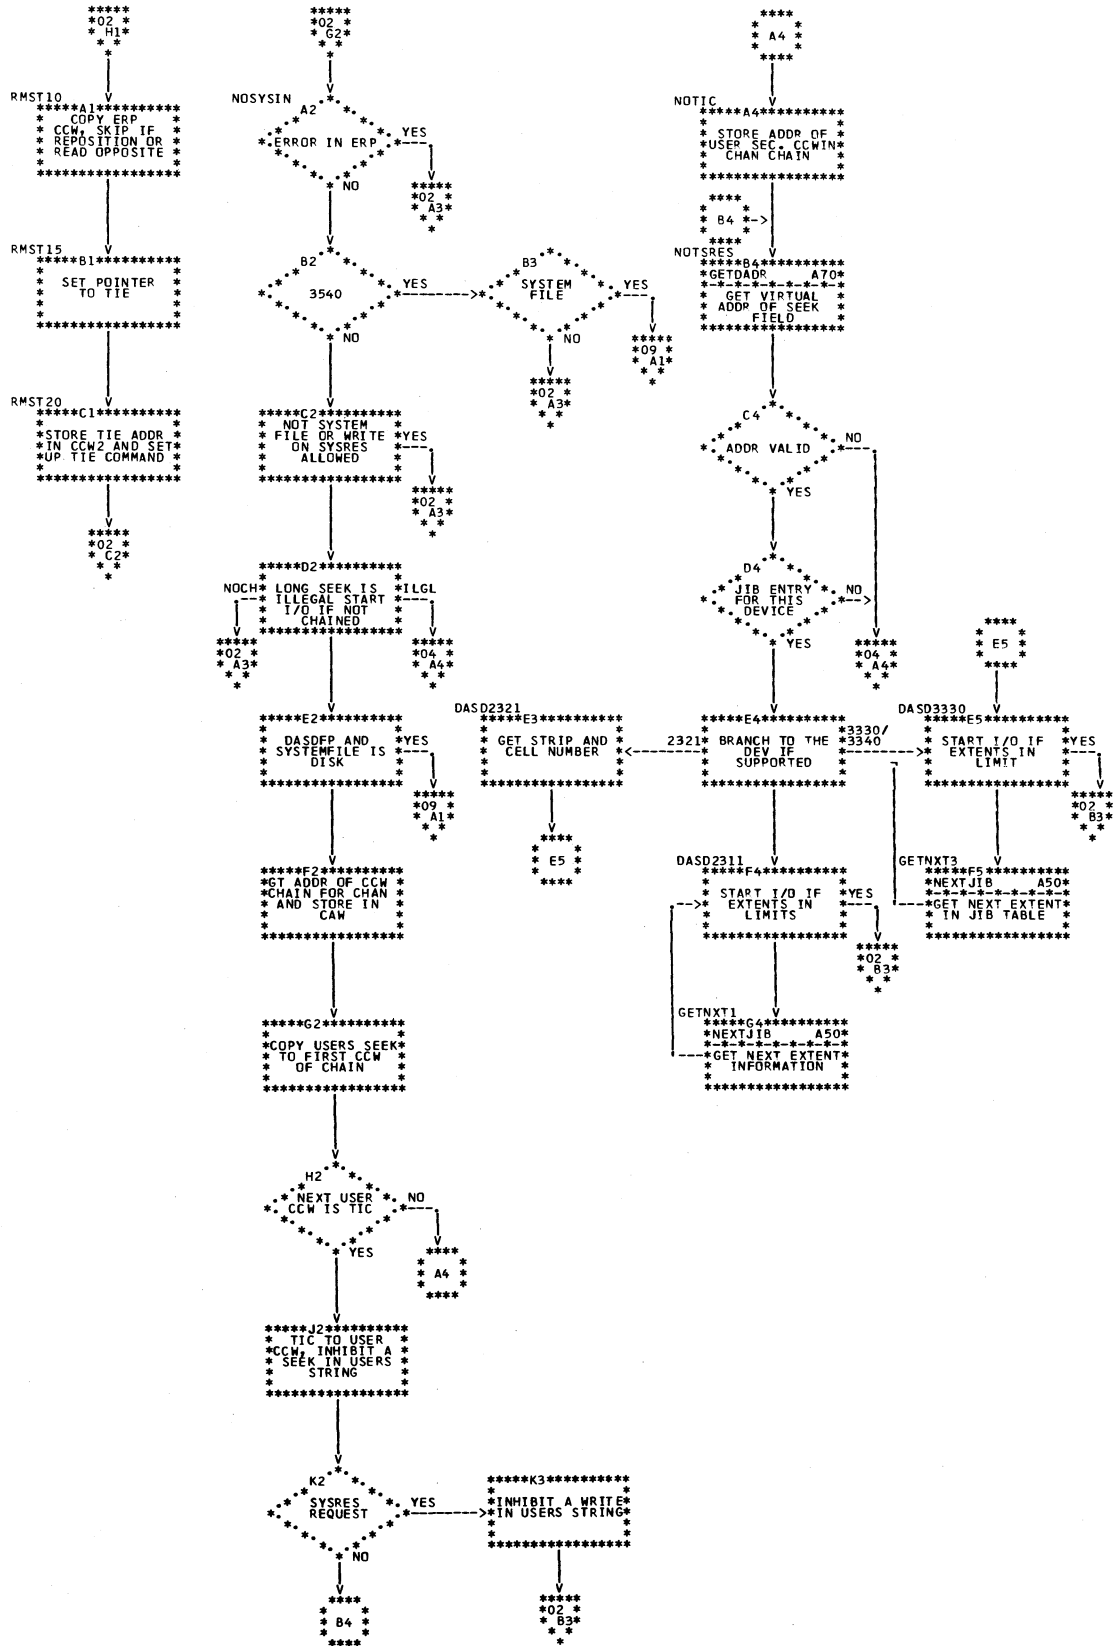 02
H1
RMST10
A1
COPY ERP
CCW, SKIP IF
REPOSITION OR
READ OPPOSITE
RMST15
B1
SET POINTER
TO TIE
RMST20
C1
STORE TIE ADDR
IN CCW2 AND SET
UP TIE COMMAND
02
C2
02
G2
NOSYSIN
A2
ERROR IN ERP
YES
02
A3
NO
B2
3540
YES
NO
B3
SYSTEM
FILE
YES
09
A1
NO
02
A3
C2
NOT SYSTEM
FILE OR WRITE
ON SYSRES
ALLOWED
YES
02
A3
D2
NOCH
LONG SEEK IS
ILLEGAL START
I/O IF NOT
CHAINED
ILGL
02
A3
04
A4
E2
DASDFP AND
SYSTEMFILE IS
DISK
YES
09
A1
F2
GT ADDR OF CCW
CHAIN FOR CHAN
AND STORE IN
CAW
G2
COPY USERS SEEK
TO FIRST CCW
OF CHAIN
H2
NEXT USER
CCW IS TIC
NO
A4
YES
J2
TIC TO USER
CCW, INHIBIT A
SEEK IN USERS
STRING
K2
SYSRES
REQUEST
YES
NO
B4
K3
INHIBIT A WRITE
IN USERS STRING
02
B3
A4
NOTIC
A4
STORE ADDR OF
USER SEC. CCWIN
CHAN CHAIN
B4
NOTSRES
B4
GETDADR A70
GET VIRTUAL
ADDR OF SEEK
FIELD
C4
ADDR VALID
NO
YES
D4
JIB ENTRY
FOR THIS
DEVICE
NO
YES
04
A4
DASD2321
E3
GET STRIP AND
CELL NUMBER
E5
2321
E4
BRANCH TO THE
DEV IF
SUPPORTED
3330/
3340
E5
DASD3330
E5
START I/O IF
EXTENTS IN
LIMIT
YES
02
B3
GETNXT3
F5
NEXTJIB A50
GET NEXT EXTENT
IN JIB TABLE
DASD2311
F4
START I/O IF
EXTENTS IN
LIMITS
YES
02
B3
GETNXT1
G4
NEXTJIB A50
GET NEXT EXTENT
INFORMATION